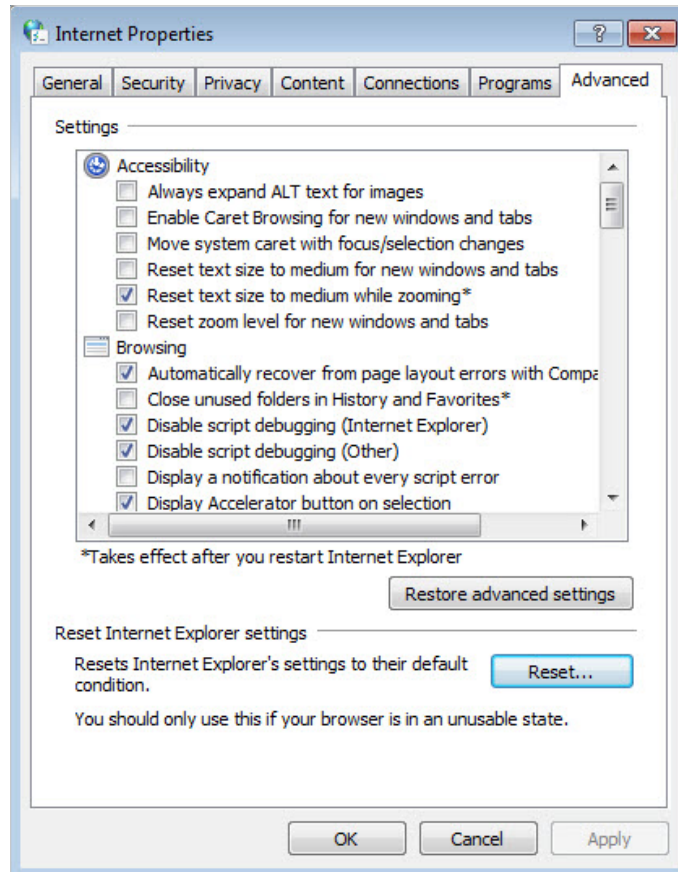 Internet Properties
General Security Privacy Content Connections Programs Advanced
Settings
Accessibility
Always expand ALT text for images
Enable Caret Browsing for new windows and tabs
Move system caret with focus/selection changes
Reset text size to medium for new windows and tabs
Reset text size to medium while zooming*
Reset zoom level for new windows and tabs
Browsing
Automatically recover from page layout errors with Compa
Close unused folders in History and Favorites*
Disable script debugging (Internet Explorer)
Disable script debugging (Other)
Display a notification about every script error
Display Accelerator button on selection
*Takes effect after you restart Internet Explorer
Restore advanced settings
Reset Internet Explorer settings
Resets Internet Explorer's settings to their default
condition.
Reset...
You should only use this if your browser is in an unusable state.
OK Cancel Apply